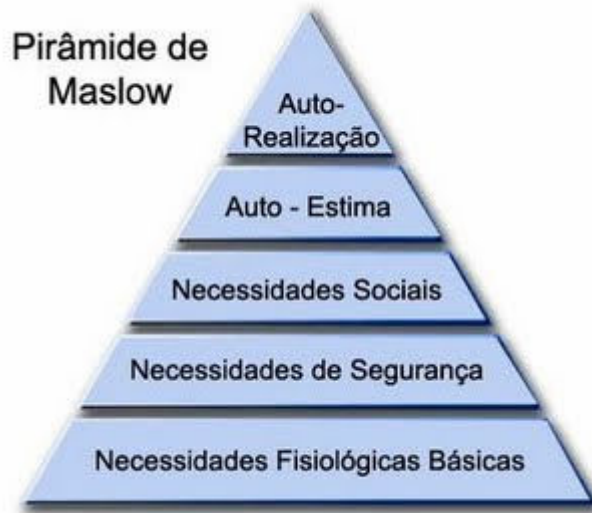 Pirâmide de
Maslow
Auto-
Realização
Auto - Estima
Necessidades Sociais
Necessidades de Segurança
Necessidades Fisiológicas Básicas